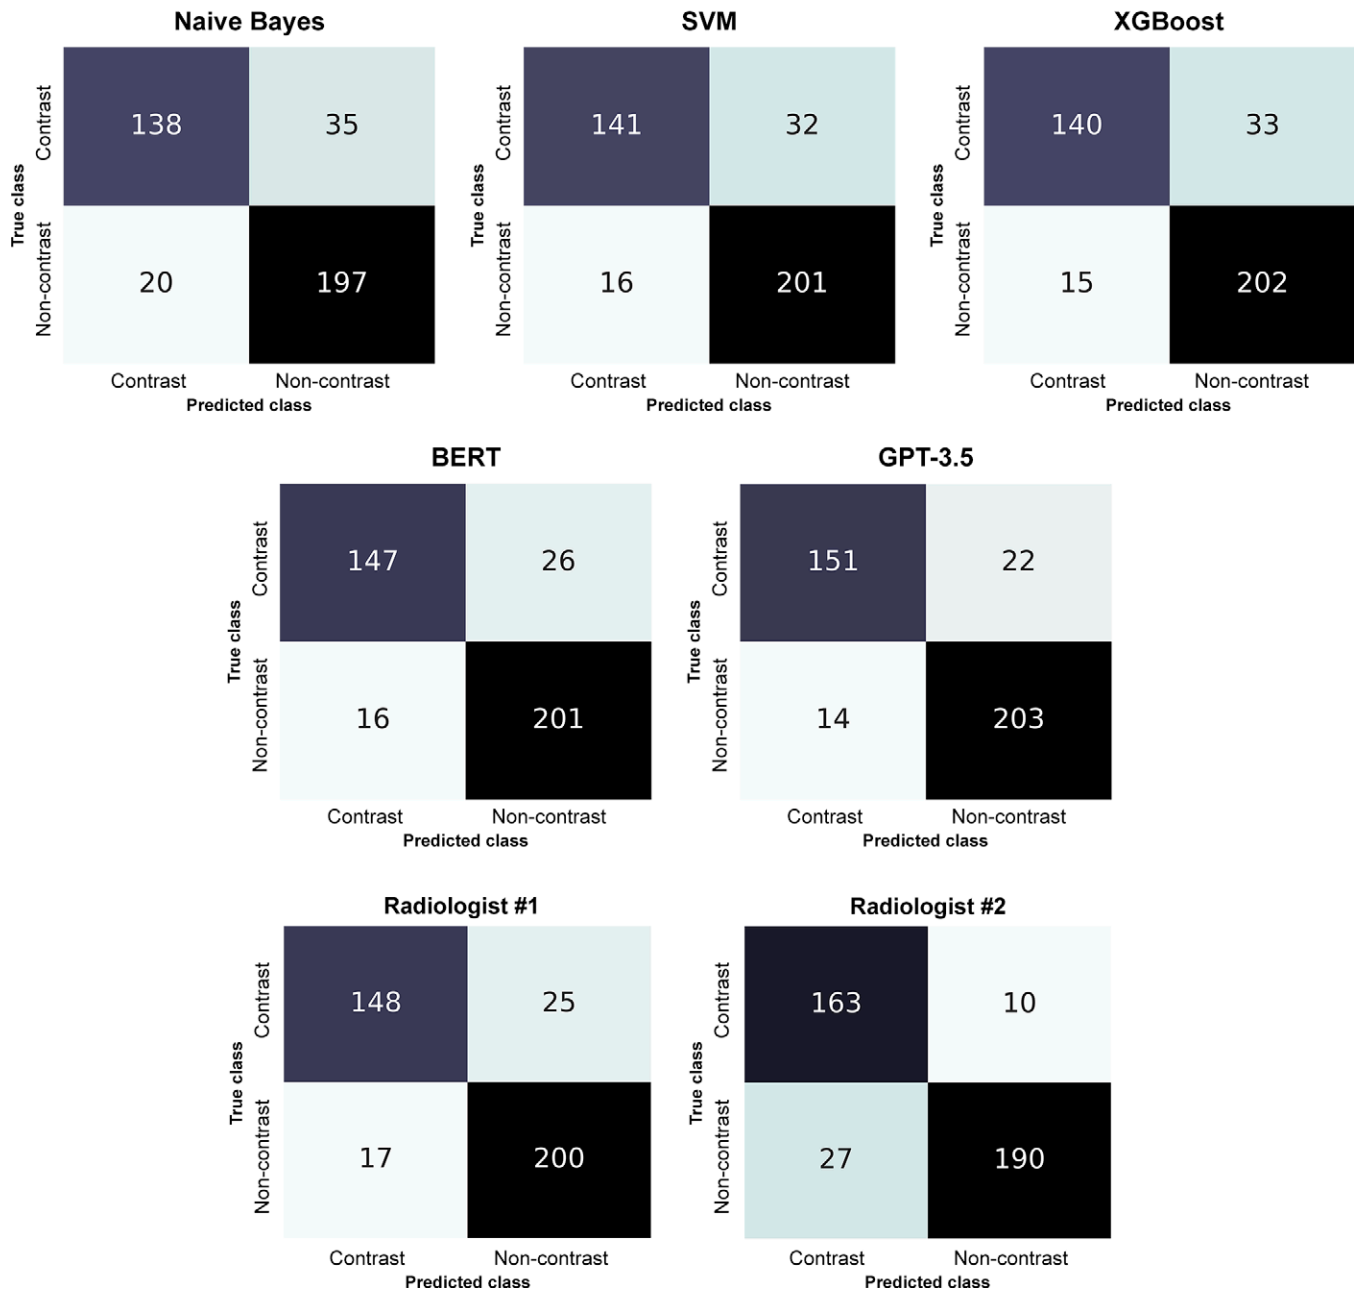 Naive Bayes
SVM
XGBoost
True class
Contrast
Non-contrast
138
35
20
197
Contrast
Non-contrast
Predicted class
True class
Contrast
Non-contrast
141
32
16
201
Contrast
Non-contrast
Predicted class
True class
Contrast
Non-contrast
140
33
15
202
Contrast
Non-contrast
Predicted class
BERT
True class
Contrast
Non-contrast
147
26
16
201
Contrast
Non-contrast
Predicted class
GPT-3.5
True class
Contrast
Non-contrast
151
22
14
203
Contrast
Non-contrast
Predicted class
Radiologist #1
True class
Contrast
Non-contrast
148
25
17
200
Contrast
Non-contrast
Predicted class
Radiologist #2
True class
Contrast
Non-contrast
163
10
27
190
Contrast
Non-contrast
Predicted class